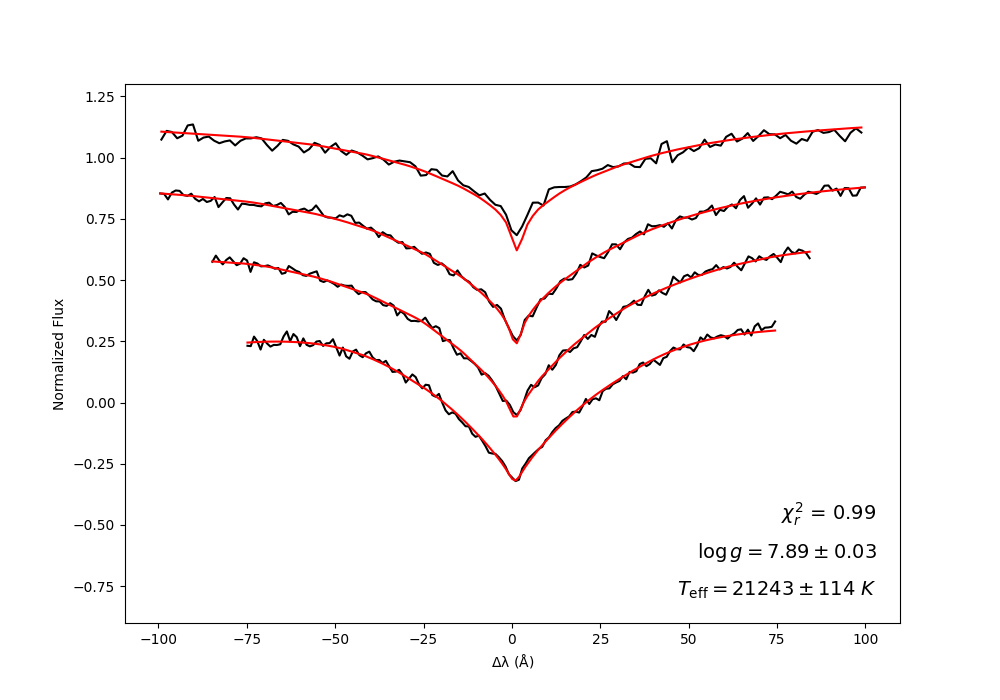 1.25
1.00
0.75
0.50
0.25
0.00
−0.25
−0.50
−0.75
Normalized Flux
χ²ᵣ = 0.99
log g = 7.89 ± 0.03
T_eff = 21243 ± 114 K
−100 −75 −50 −25 0 25 50 75 100
Δλ (Å)